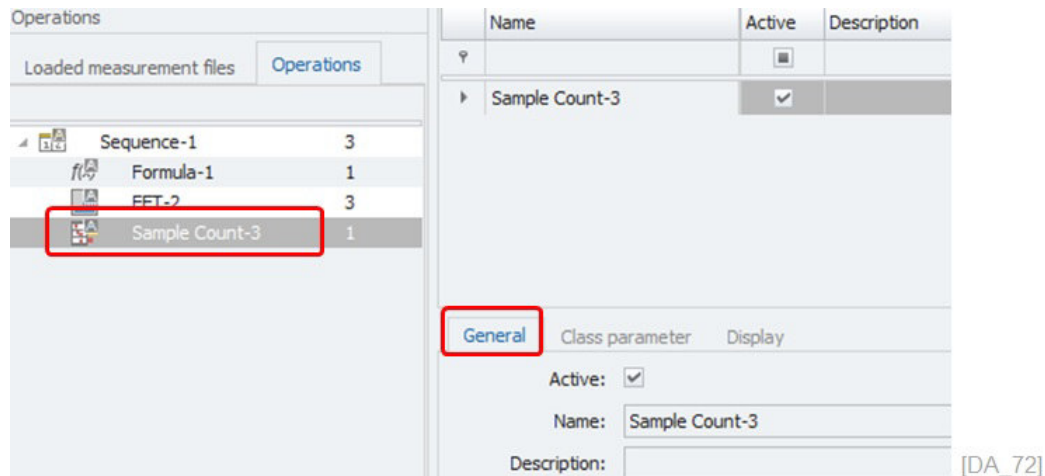 Operations
Loaded measurement files Operations
Sequence-1 3
Formula-1 1
FFT-2 3
Sample Count-3 1
Name Active Description
Sample Count-3
General Class parameter Display
Active:
Name: Sample Count-3
Description:
[DA_72]